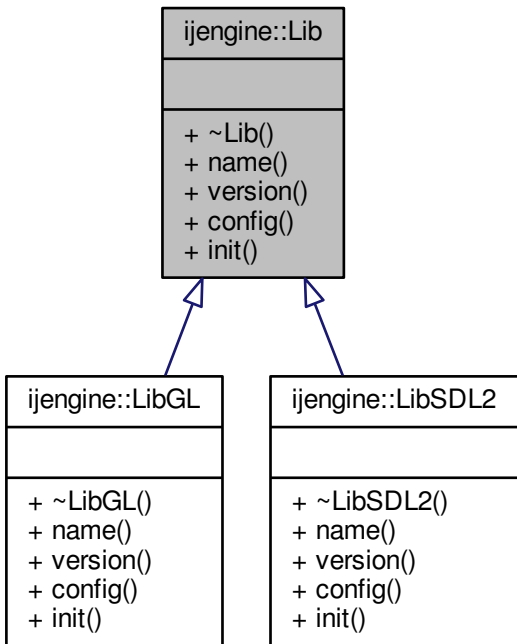 ijengine::Lib
+ ~Lib()
+ name()
+ version()
+ config()
+ init()
ijengine::LibGL
+ ~LibGL()
+ name()
+ version()
+ config()
+ init()
ijengine::LibSDL2
+ ~LibSDL2()
+ name()
+ version()
+ config()
+ init()